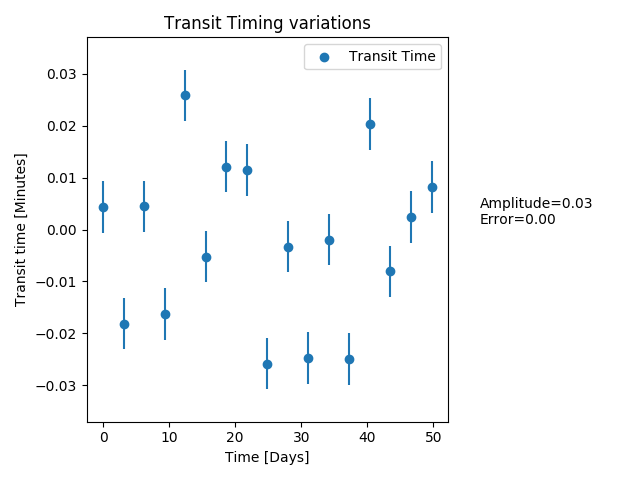 Transit Timing variations
Transit Time
Transit time [Minutes]
0.03
0.02
0.01
0.00
−0.01
−0.02
−0.03
0 10 20 30 40 50
Time [Days]
Amplitude=0.03
Error=0.00